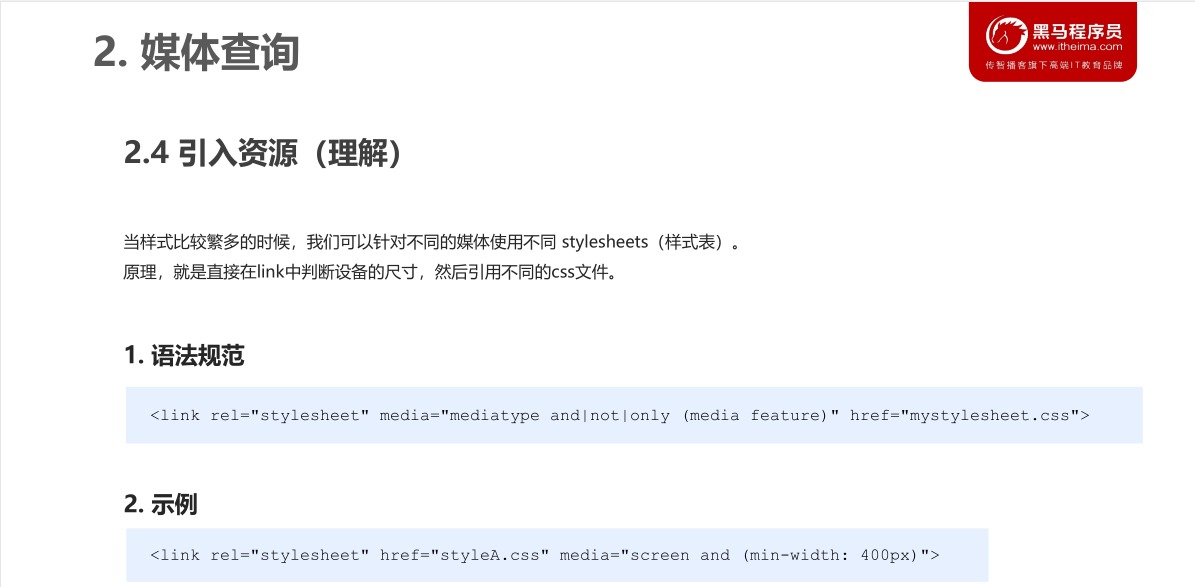 2. 媒体查询
黑马程序员
www.itheima.com
传智播客旗下高端IT教育品牌
2.4 引入资源（理解）
当样式比较繁多的时候，我们可以针对不同的媒体使用不同 stylesheets（样式表）。
原理，就是直接在link中判断设备的尺寸，然后引用不同的css文件。
1. 语法规范
<link rel="stylesheet" media="mediatype and|not|only (media feature)" href="mystylesheet.css">
2. 示例
<link rel="stylesheet" href="styleA.css" media="screen and (min-width: 400px)">